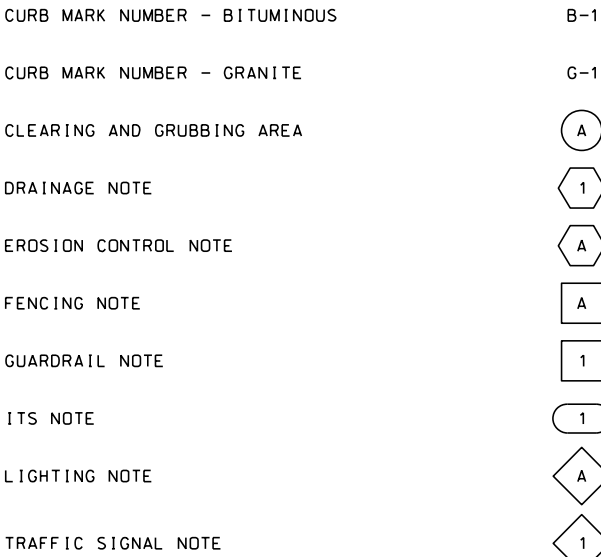 CURB MARK NUMBER - BITUMINOUS B-1
CURB MARK NUMBER - GRANITE G-1
CLEARING AND GRUBBING AREA A
DRAINAGE NOTE 1
EROSION CONTROL NOTE A
FENCING NOTE A
GUARDRAIL NOTE 1
ITS NOTE 1
LIGHTING NOTE A
TRAFFIC SIGNAL NOTE 1